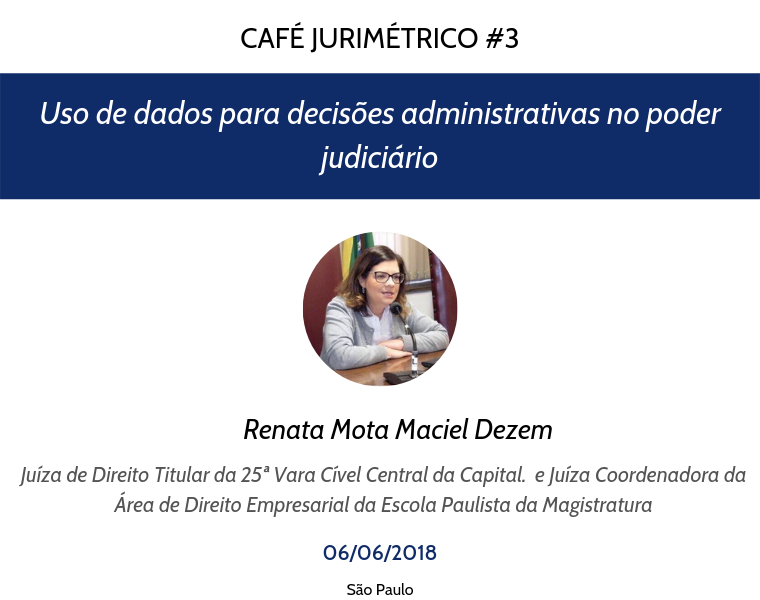 CAFÉ JURIMÉTRICO #3
Uso de dados para decisões administrativas no poder
judiciário
Renata Mota Maciel Dezem
Juíza de Direito Titular da 25ª Vara Cível Central da Capital.  e Juíza Coordenadora da
Área de Direito Empresarial da Escola Paulista da Magistratura
06/06/2018
São Paulo